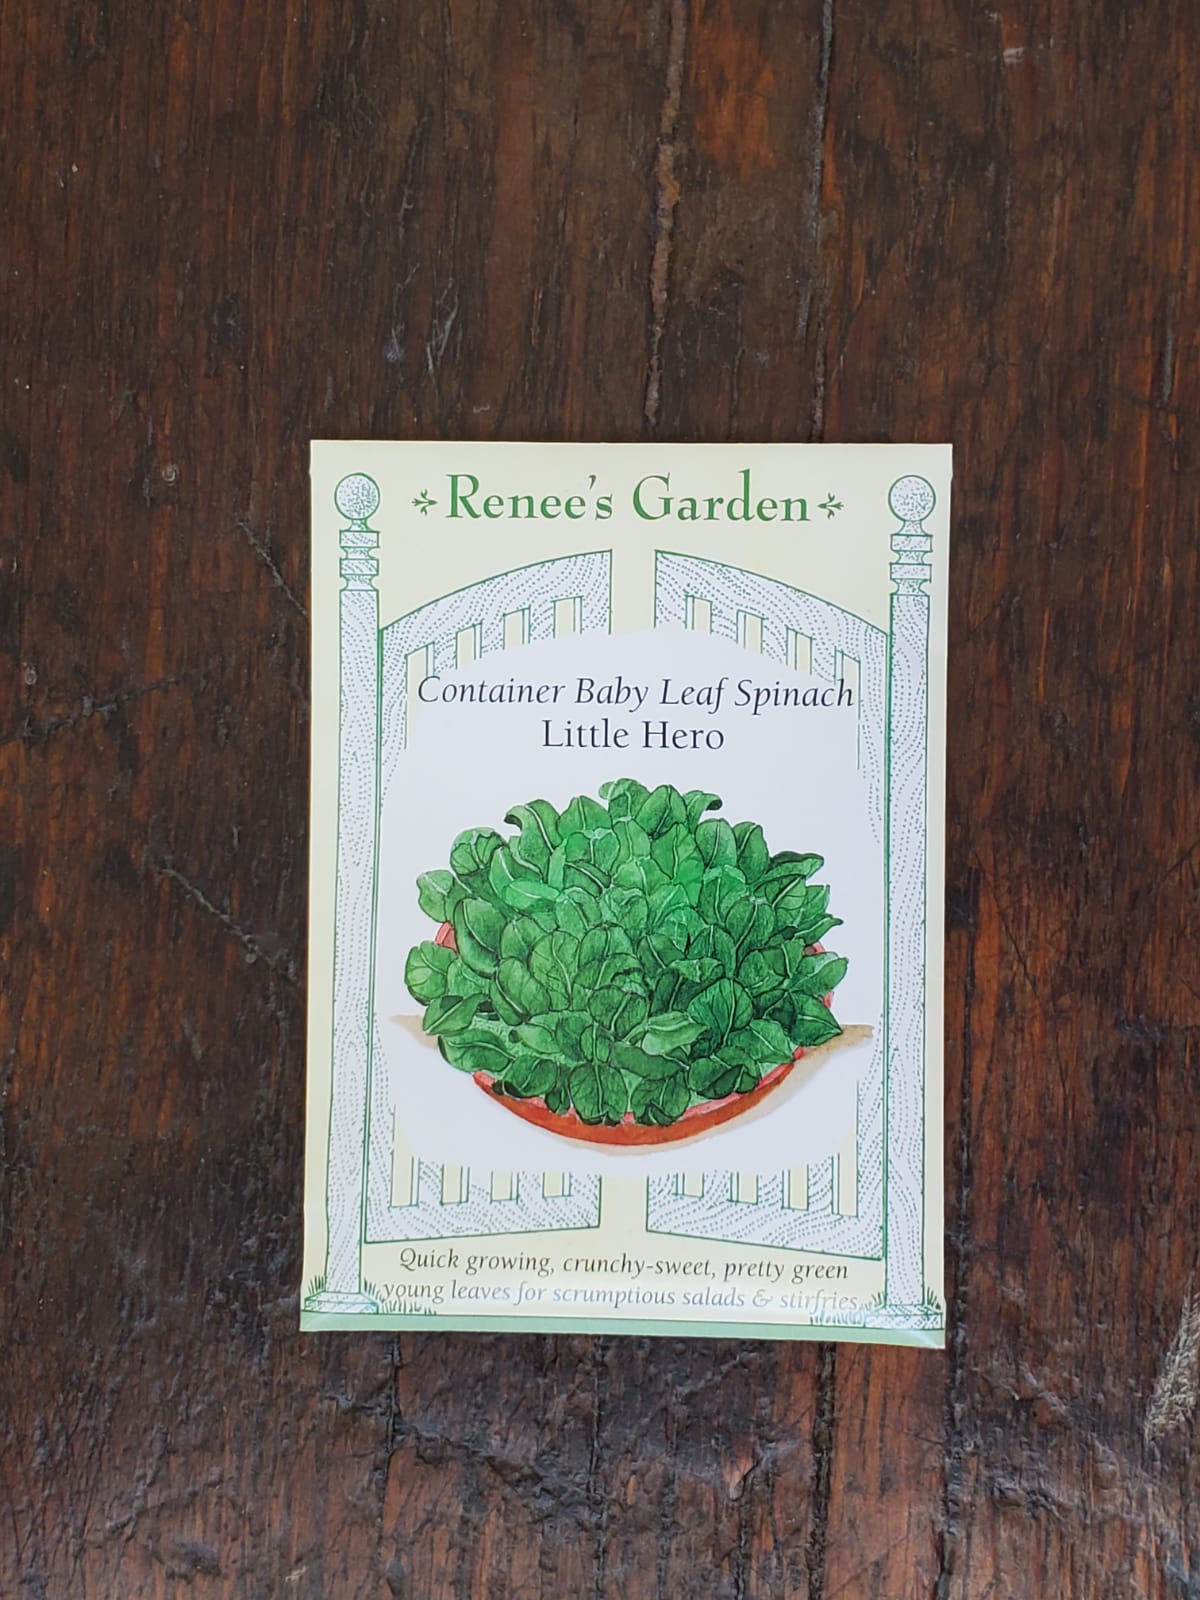 Renee's Garden
Container Baby Leaf Spinach
Little Hero
Quick growing, crunchy-sweet, pretty green
young leaves for scrumptious salads & stirfries.